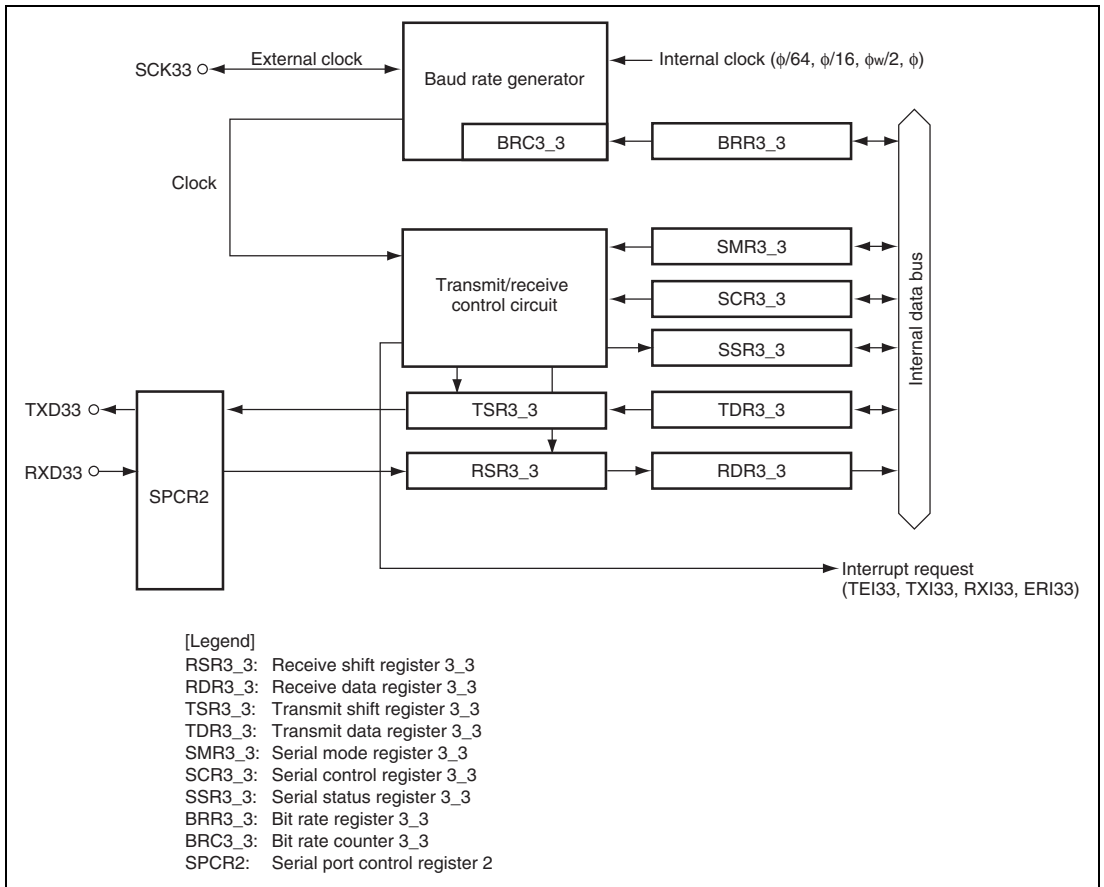 SCK33
External clock
Baud rate generator
Internal clock (φ/64, φ/16, φw/2, φ)
BRC3_3
BRR3_3
Clock
Transmit/receive
control circuit
SMR3_3
SCR3_3
SSR3_3
Internal data bus
TXD33
TSR3_3
TDR3_3
RXD33
SPCR2
RSR3_3
RDR3_3
Interrupt request
(TEI33, TXI33, RXI33, ERI33)
[Legend]
RSR3_3: Receive shift register 3_3
RDR3_3: Receive data register 3_3
TSR3_3: Transmit shift register 3_3
TDR3_3: Transmit data register 3_3
SMR3_3: Serial mode register 3_3
SCR3_3: Serial control register 3_3
SSR3_3: Serial status register 3_3
BRR3_3: Bit rate register 3_3
BRC3_3: Bit rate counter 3_3
SPCR2: Serial port control register 2